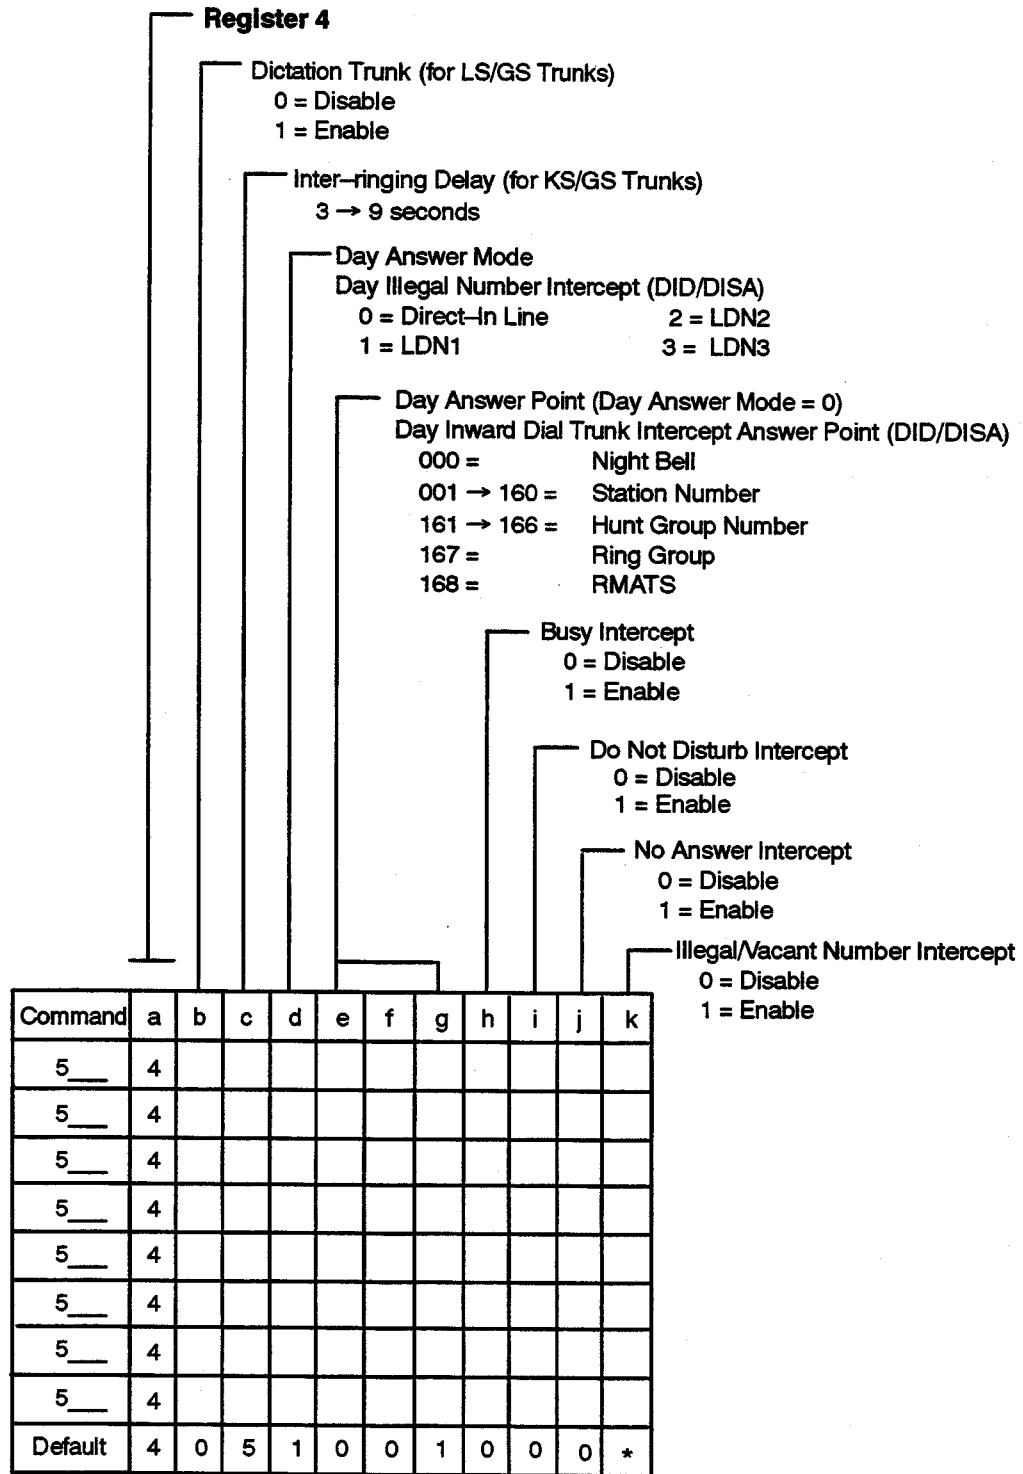 Register 4
Dictation Trunk (for LS/GS Trunks)
0 = Disable
1 = Enable
Inter–ringing Delay (for KS/GS Trunks)
3 → 9 seconds
Day Answer Mode
Day Illegal Number Intercept (DID/DISA)
0 = Direct–In Line 2 = LDN2
1 = LDN1 3 = LDN3
Day Answer Point (Day Answer Mode = 0)
Day Inward Dial Trunk Intercept Answer Point (DID/DISA)
000 = Night Bell
001 → 160 = Station Number
161 → 166 = Hunt Group Number
167 = Ring Group
168 = RMATS
Busy Intercept
0 = Disable
1 = Enable
Do Not Disturb Intercept
0 = Disable
1 = Enable
No Answer Intercept
0 = Disable
1 = Enable
Illegal/Vacant Number Intercept
0 = Disable
1 = Enable
Command a b c d e f g h i j k
5___ 4
5___ 4
5___ 4
5___ 4
5___ 4
5___ 4
5___ 4
5___ 4
Default 4 0 5 1 0 0 1 0 0 0 *